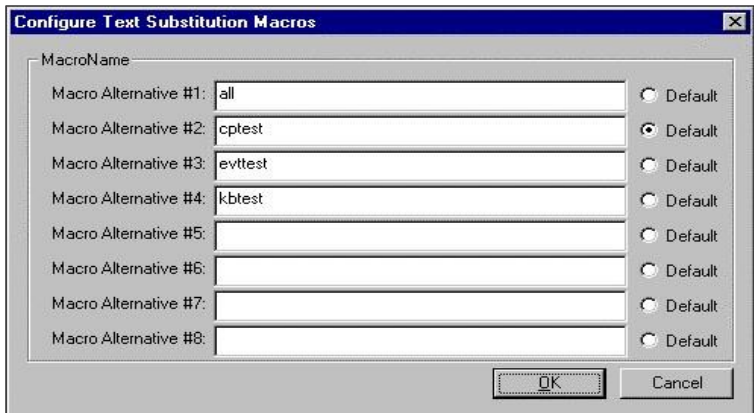 Configure Text Substitution Macros
MacroName
Macro Alternative #1: all Default
Macro Alternative #2: cptest Default
Macro Alternative #3: evttest Default
Macro Alternative #4: kbtest Default
Macro Alternative #5: Default
Macro Alternative #6: Default
Macro Alternative #7: Default
Macro Alternative #8: Default
OK Cancel